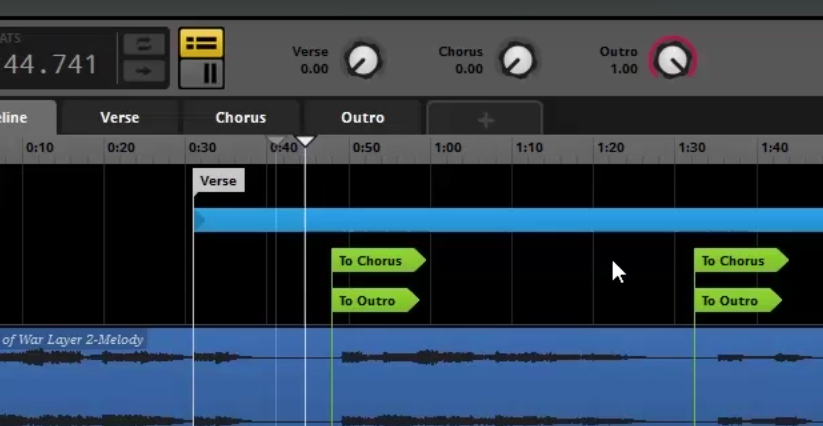 ATS
44.741
Verse
0.00
Chorus
0.00
Outro
1.00
line
Verse
Chorus
Outro
+
0:10 0:20 0:30 0:40 0:50 1:00 1:10 1:20 1:30 1:40
Verse
To Chorus To Chorus
To Outro To Outro
of War Layer 2-Melody